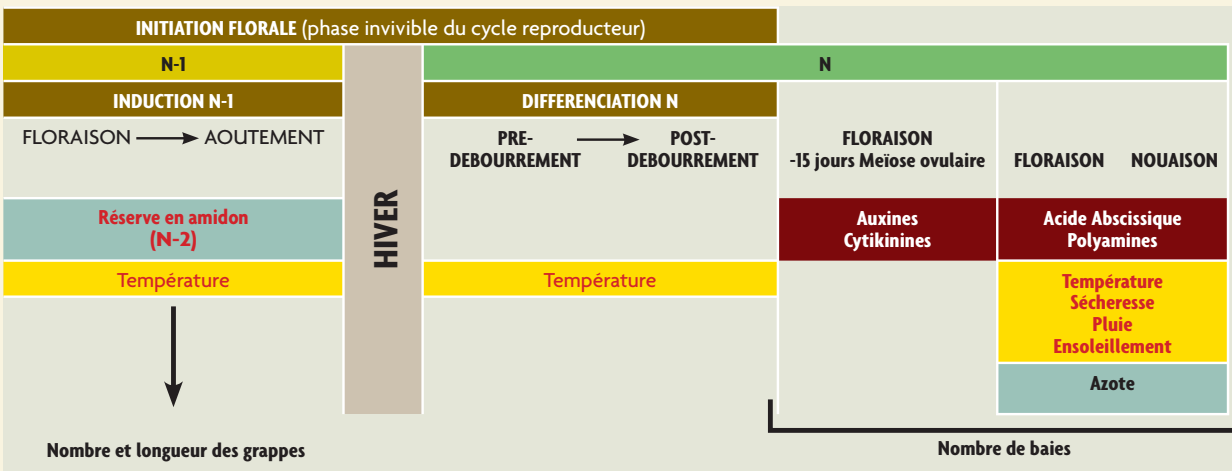 INITIATION FLORALE (phase invivible du cycle reproducteur)
N-1
N
INDUCTION N-1
DIFFERENCIATION N
FLORAISON AOUTEMENT
PRE-
DEBOURREMENT
POST-
DEBOURREMENT
FLORAISON
-15 jours Meïose ovulaire
FLORAISON NOUAISON
HIVER
Réserve en amidon
(N-2)
Auxines
Cytikinines
Acide Abscissique
Polyamines
Température
Température
Température
Sécheresse
Pluie
Ensoleillement
Azote
Nombre et longueur des grappes
Nombre de baies